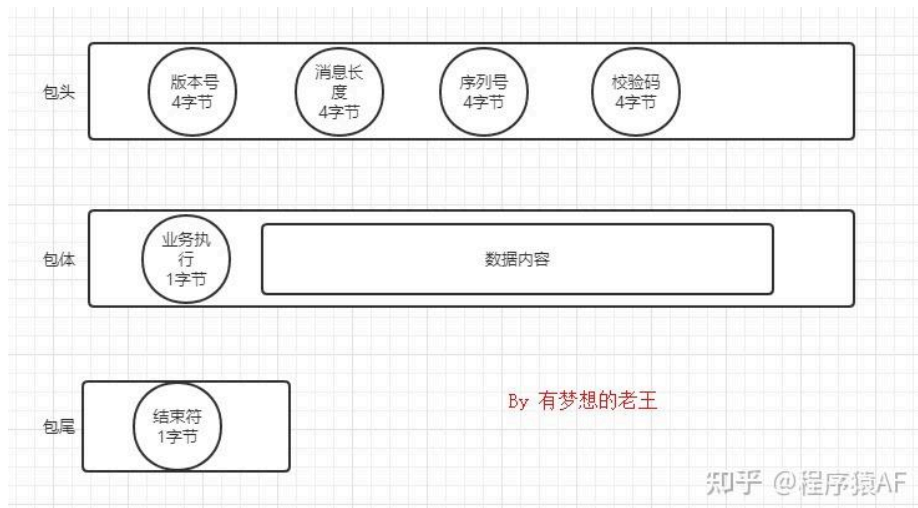 包头
版本号
4字节
消息长
度
4字节
序列号
4字节
校验码
4字节
包体
业务执
行
1字节
数据内容
包尾
结束符
1字节
By 有梦想的老王
知乎 @程序猿AF